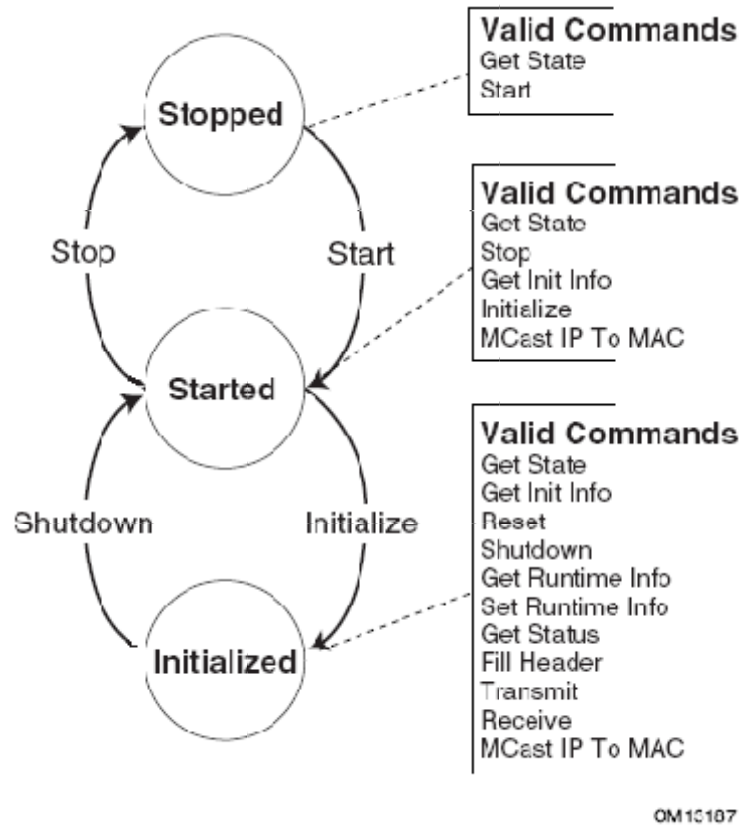 Stopped
Valid Commands
Get State
Start
Stop
Start
Valid Commands
Get State
Stop
Get Init Info
Initialize
MCast IP To MAC
Started
Shutdown
Initialize
Valid Commands
Get State
Get Init Info
Reset
Shutdown
Get Runtime Info
Set Runtime Info
Get Status
Fill Header
Transmit
Receive
MCast IP To MAC
Initialized
OM13187